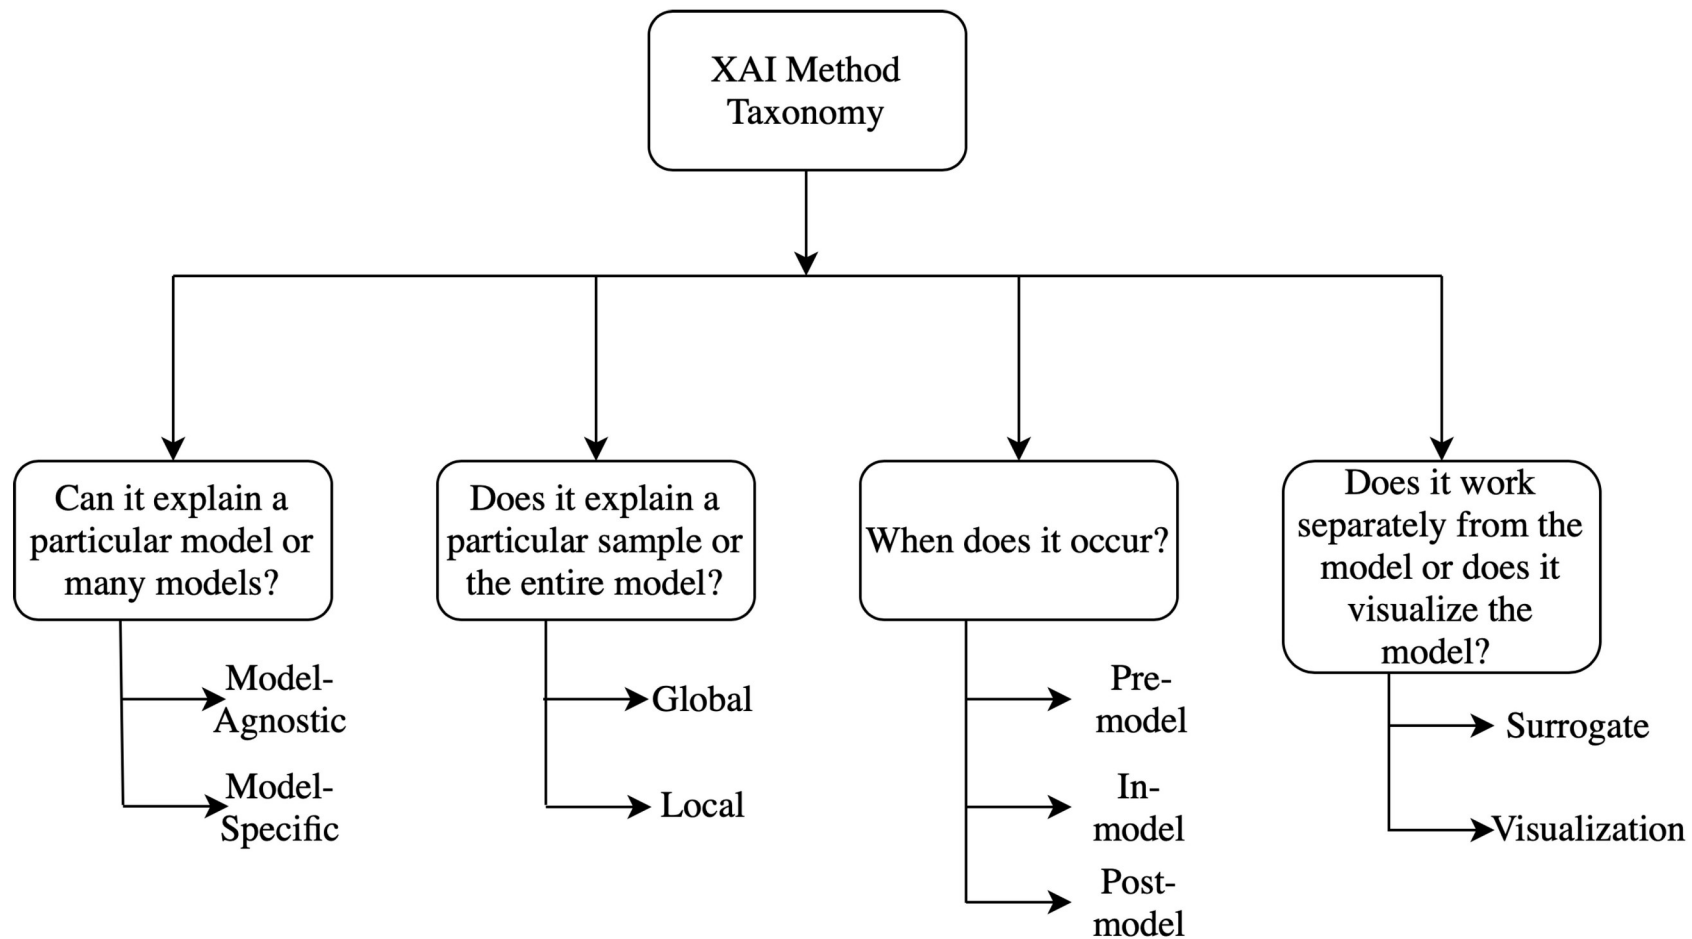 XAI Method
Taxonomy
Can it explain a
particular model or
many models?
Model-
Agnostic
Model-
Specific
Does it explain a
particular sample or
the entire model?
Global
Local
When does it occur?
Pre-
model
In-
model
Post-
model
Does it work
separately from the
model or does it
visualize the
model?
Surrogate
Visualization